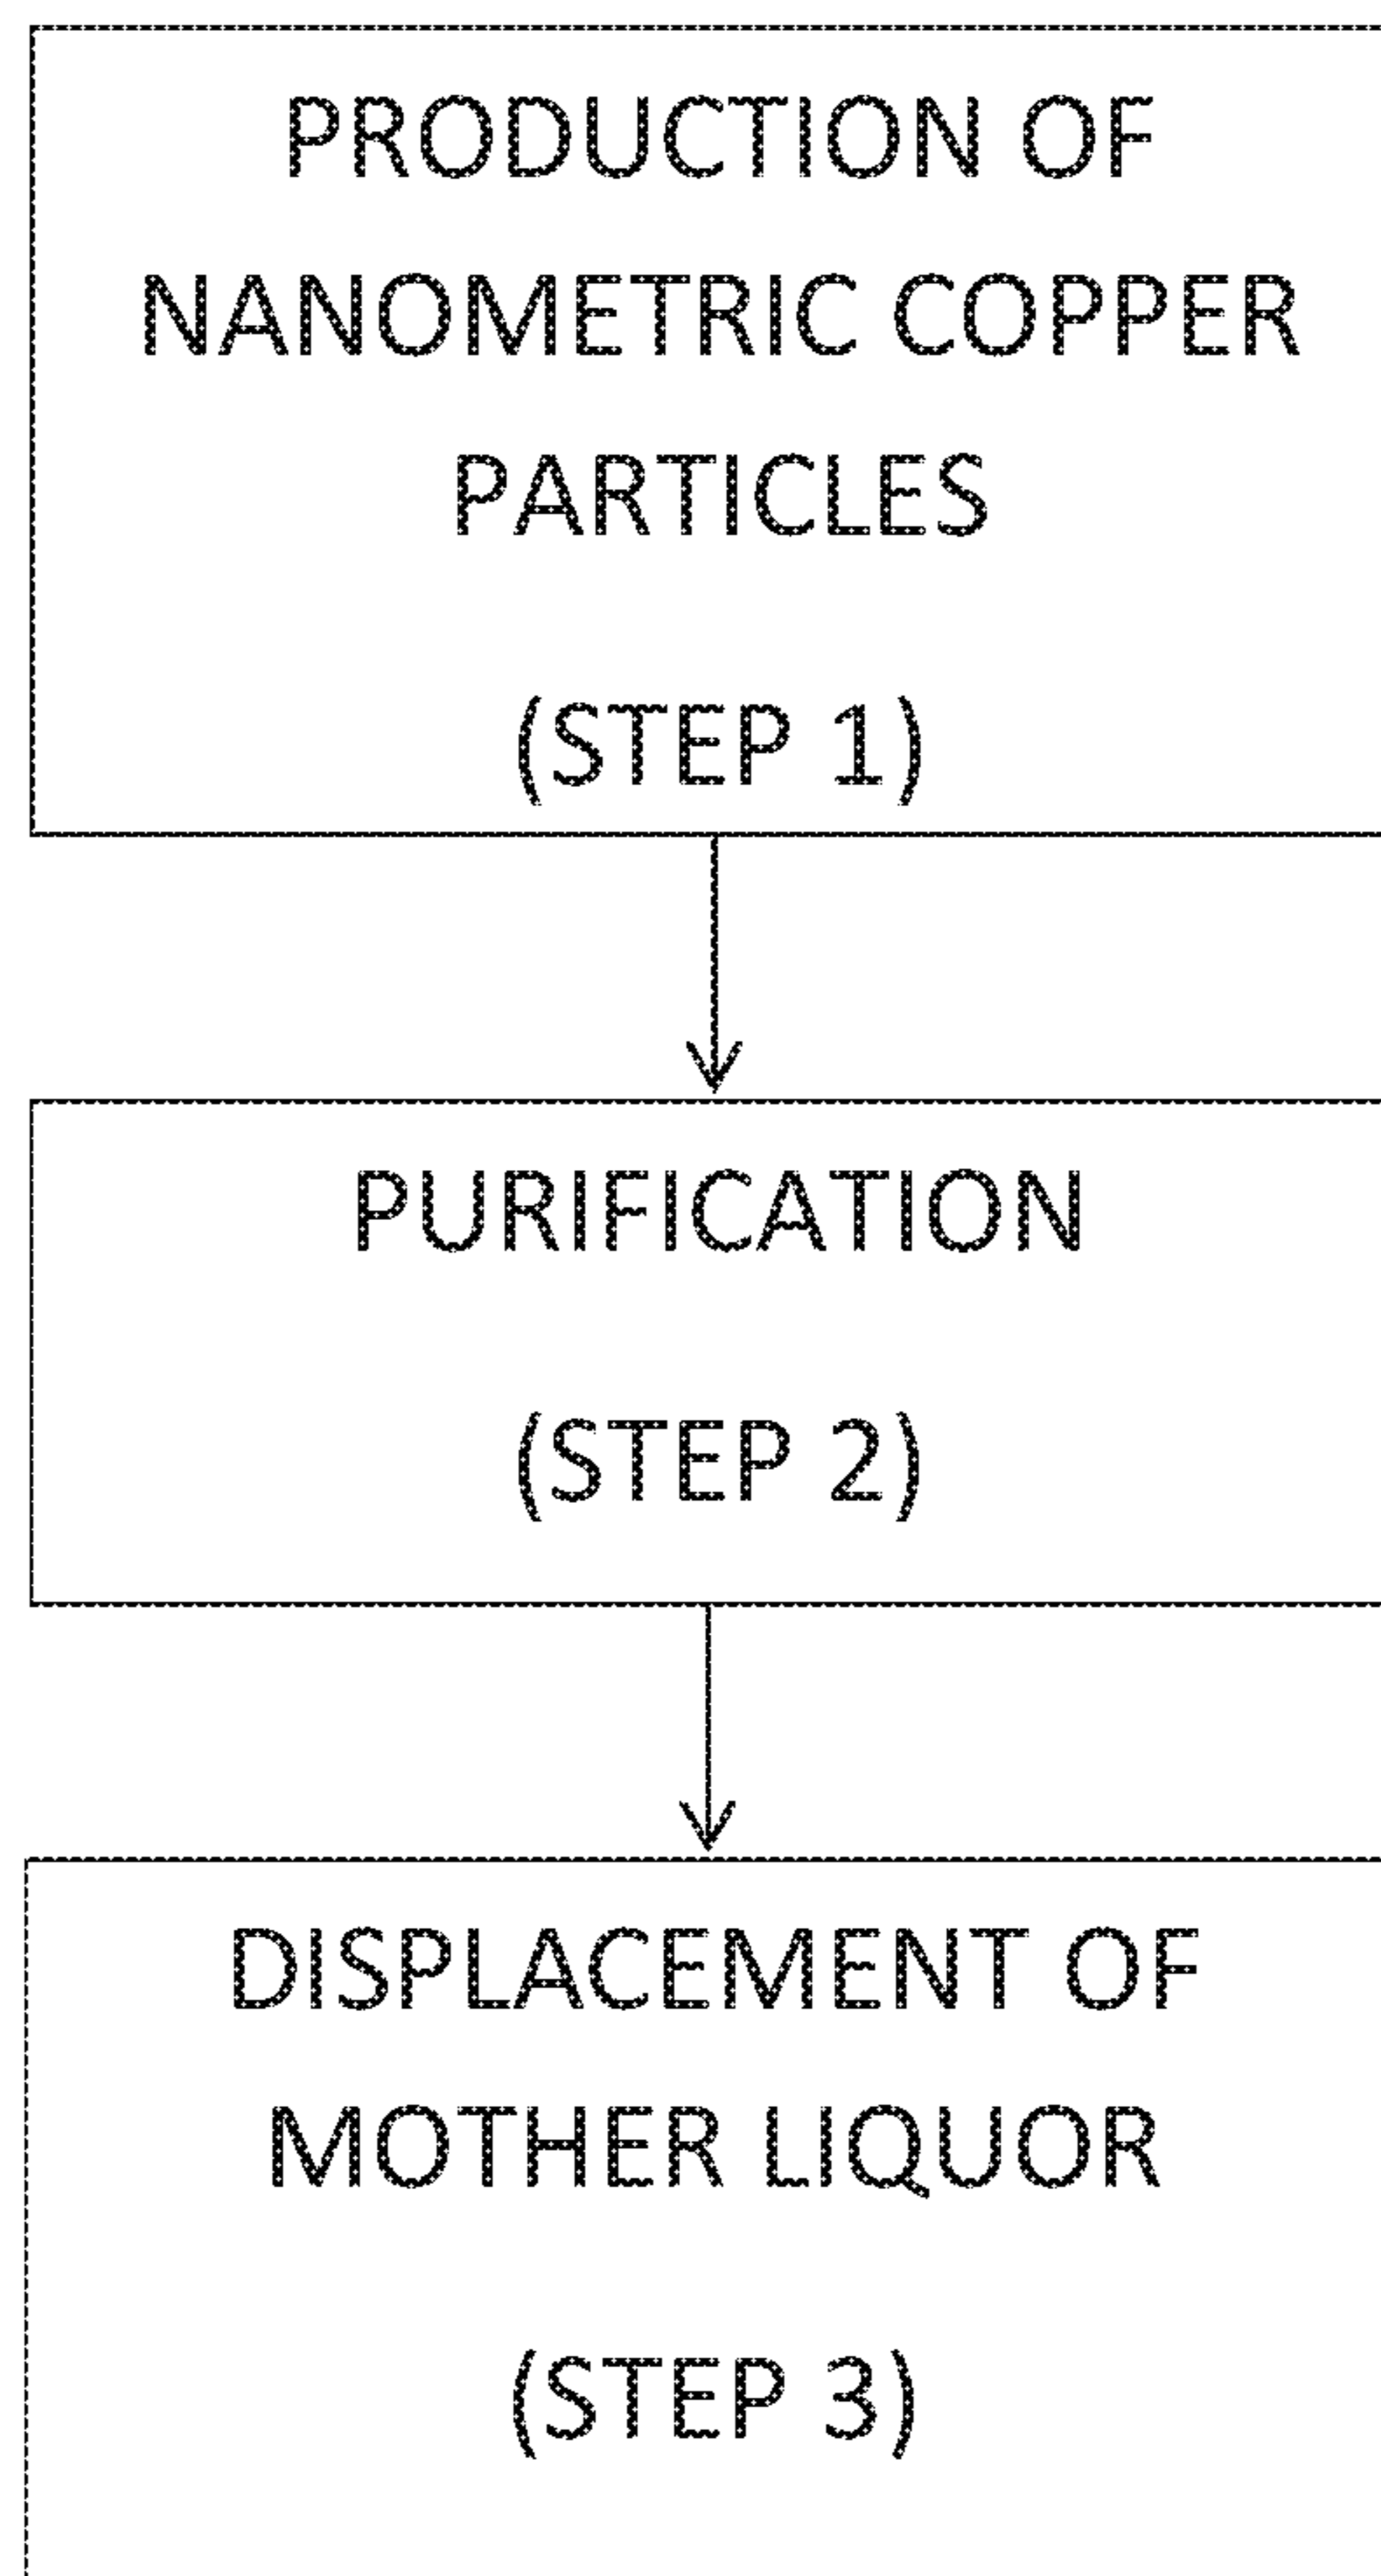 PRODUCTION OF
NANOMETRIC COPPER
PARTICLES
(STEP 1)
PURIFICATION
(STEP 2)
DISPLACEMENT OF
MOTHER LIQUOR
(STEP 3)